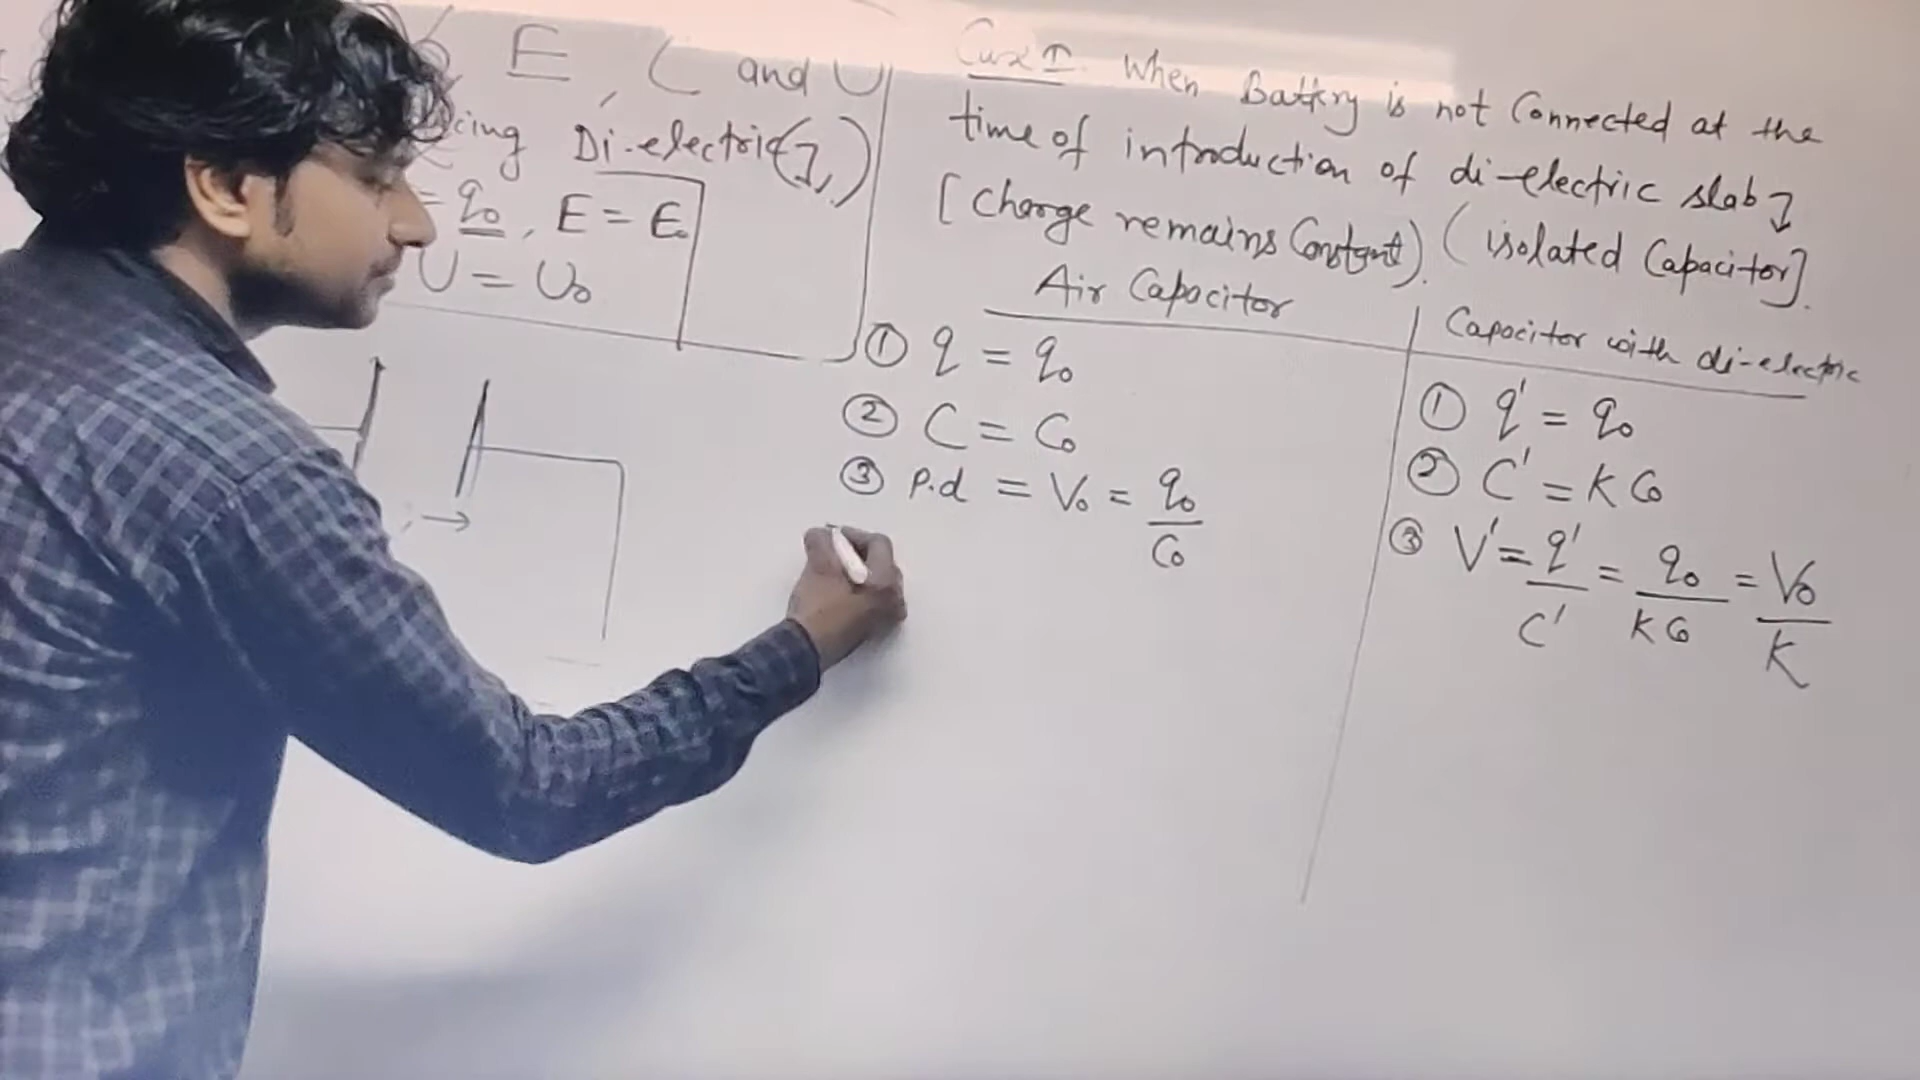 E, C and U
cing Di-electric
= q₀, E = E₀
U = U₀
Case I. When Battery is not Connected at the
time of introduction of di-electric slab]
[Charge remains Constant). (isolated Capacitor].
Air Capacitor
① q = q₀
② C = C₀
③ P.d = V₀ = q₀/C₀
Capacitor with di-electric
① q' = q₀
② C' = K C₀
③ V' = q'/C' = q₀/K C₀ = V₀/K